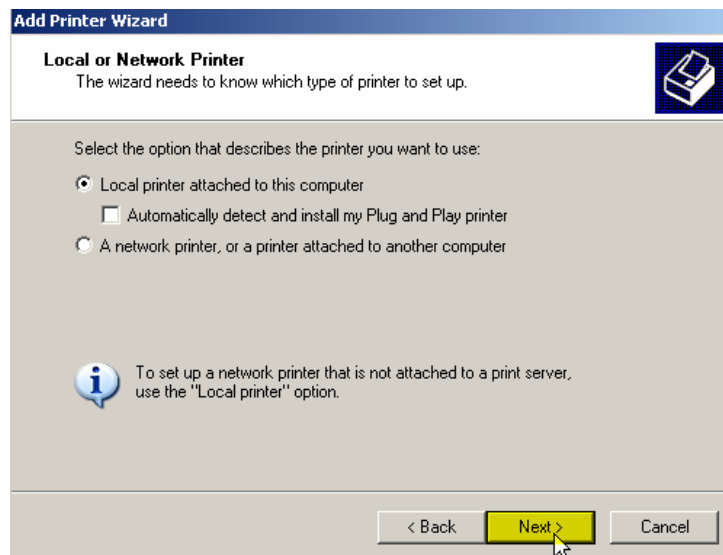 Add Printer Wizard
Local or Network Printer
The wizard needs to know which type of printer to set up.
Select the option that describes the printer you want to use:
Local printer attached to this computer
Automatically detect and install my Plug and Play printer
A network printer, or a printer attached to another computer
To set up a network printer that is not attached to a print server,
use the "Local printer" option.
< Back Next > Cancel